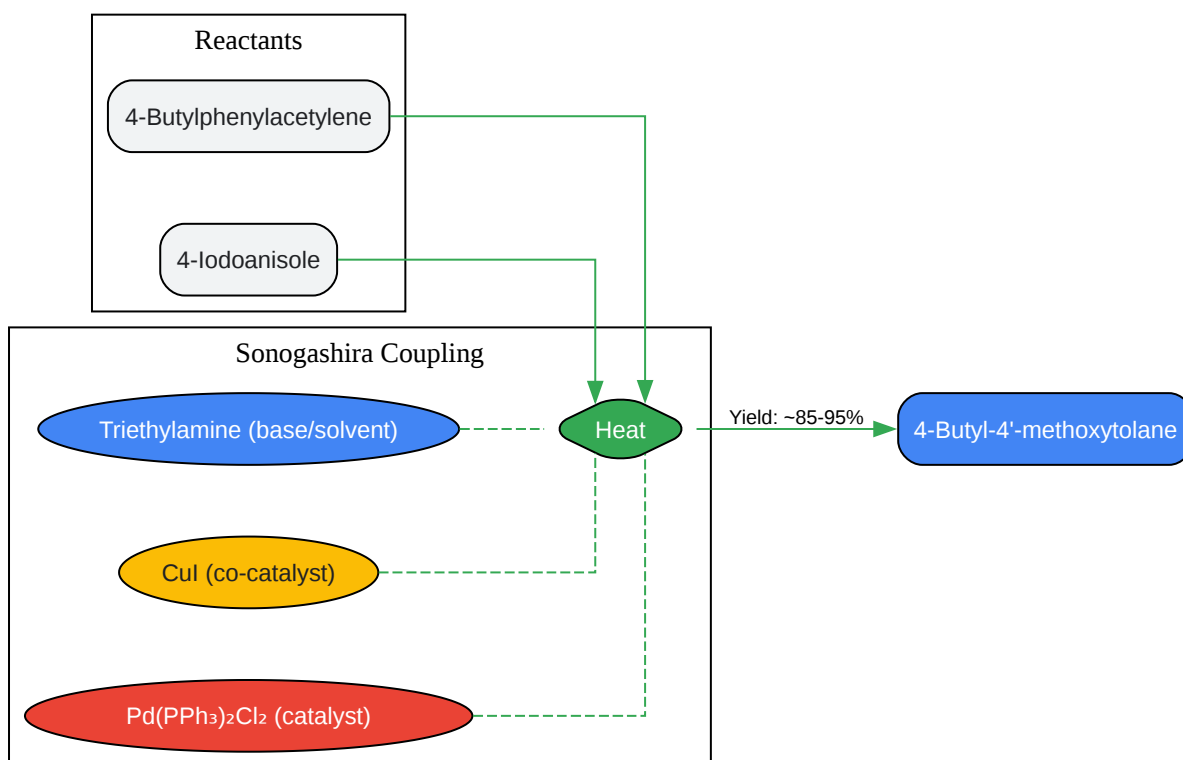 Reactants
4-Butylphenylacetylene
4-Iodoanisole
Sonogashira Coupling
Triethylamine (base/solvent)
Heat
Yield: ~85-95%
4-Butyl-4'-methoxytolane
CuI (co-catalyst)
Pd(PPh₃)₂Cl₂ (catalyst)